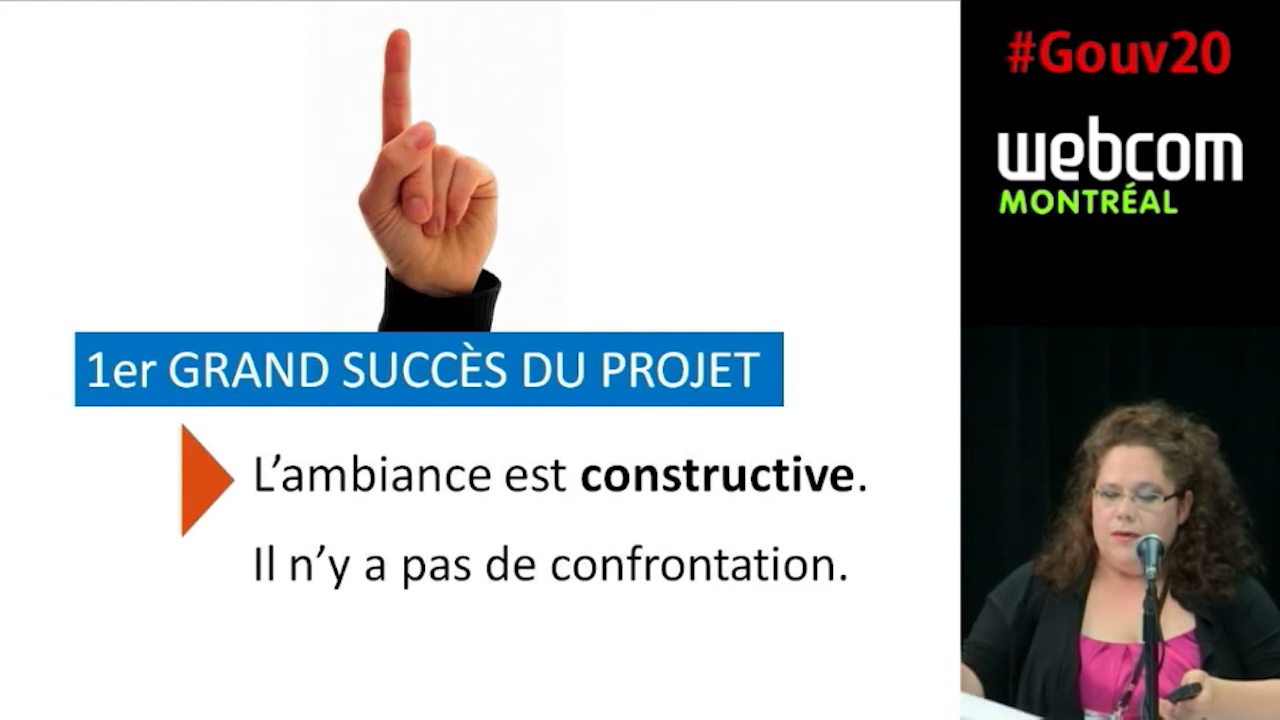 1er GRAND SUCCÈS DU PROJET
L'ambiance est constructive.
Il n'y a pas de confrontation.
#Gouv20
webcom
MONTRÉAL